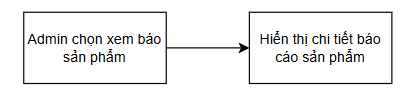 Admin chọn xem báo
sản phẩm
Hiển thị chi tiết báo
cáo sản phẩm